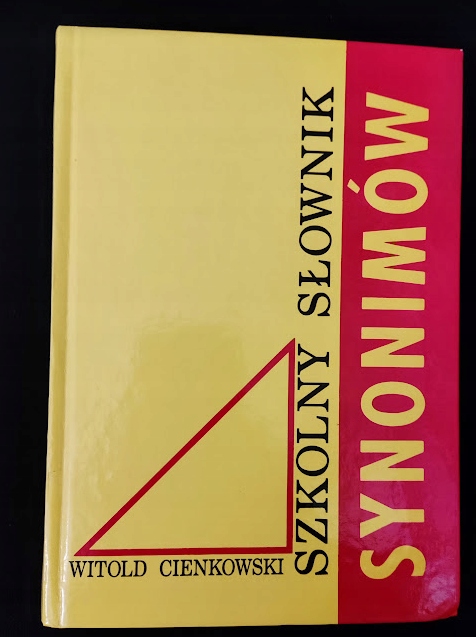 WITOLD CIENKOWSKI
SZKOLNY SŁOWNIK
SYNONIMÓW